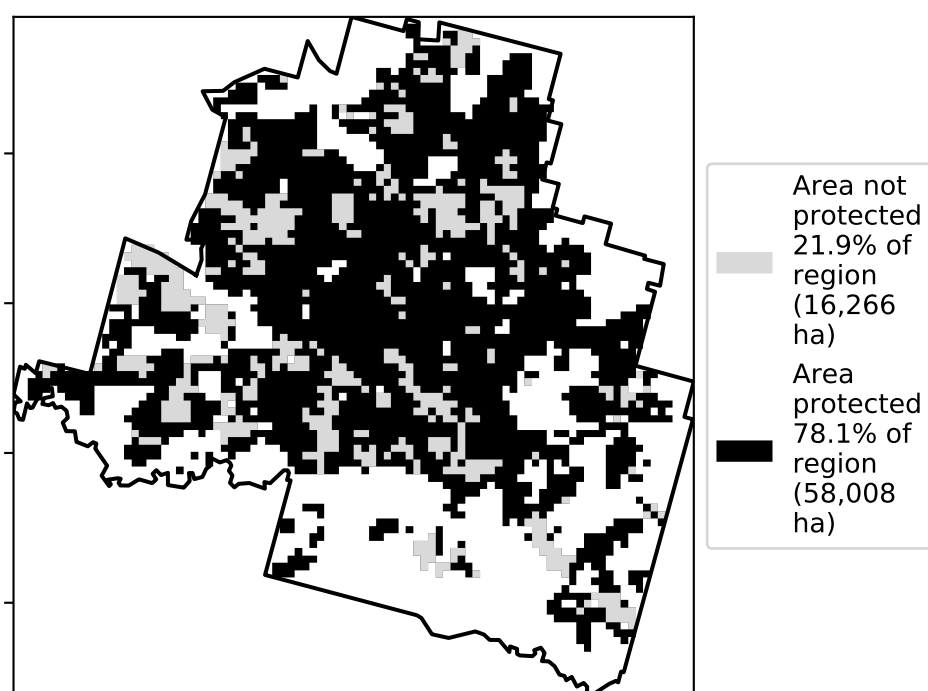 Area not
protected
21.9% of
region
(16,266
ha)
Area
protected
78.1% of
region
(58,008
ha)